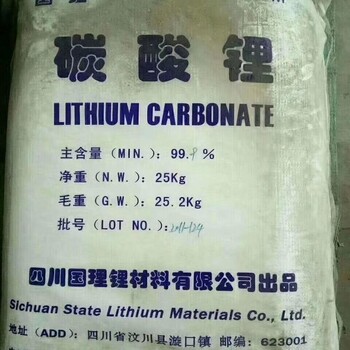 碳酸锂
LITHIUM CARBONATE
主含量（MIN.）：99.8％
净重（N.W.）：25Kg
毛重（G.W.）：25.2Kg
批号（LOT NO.）：
四川国理锂材料有限公司出品
Sichuan State Lithium Materials Co., Ltd.
地址（ADD）：四川省汶川县漩口镇 邮编：623001